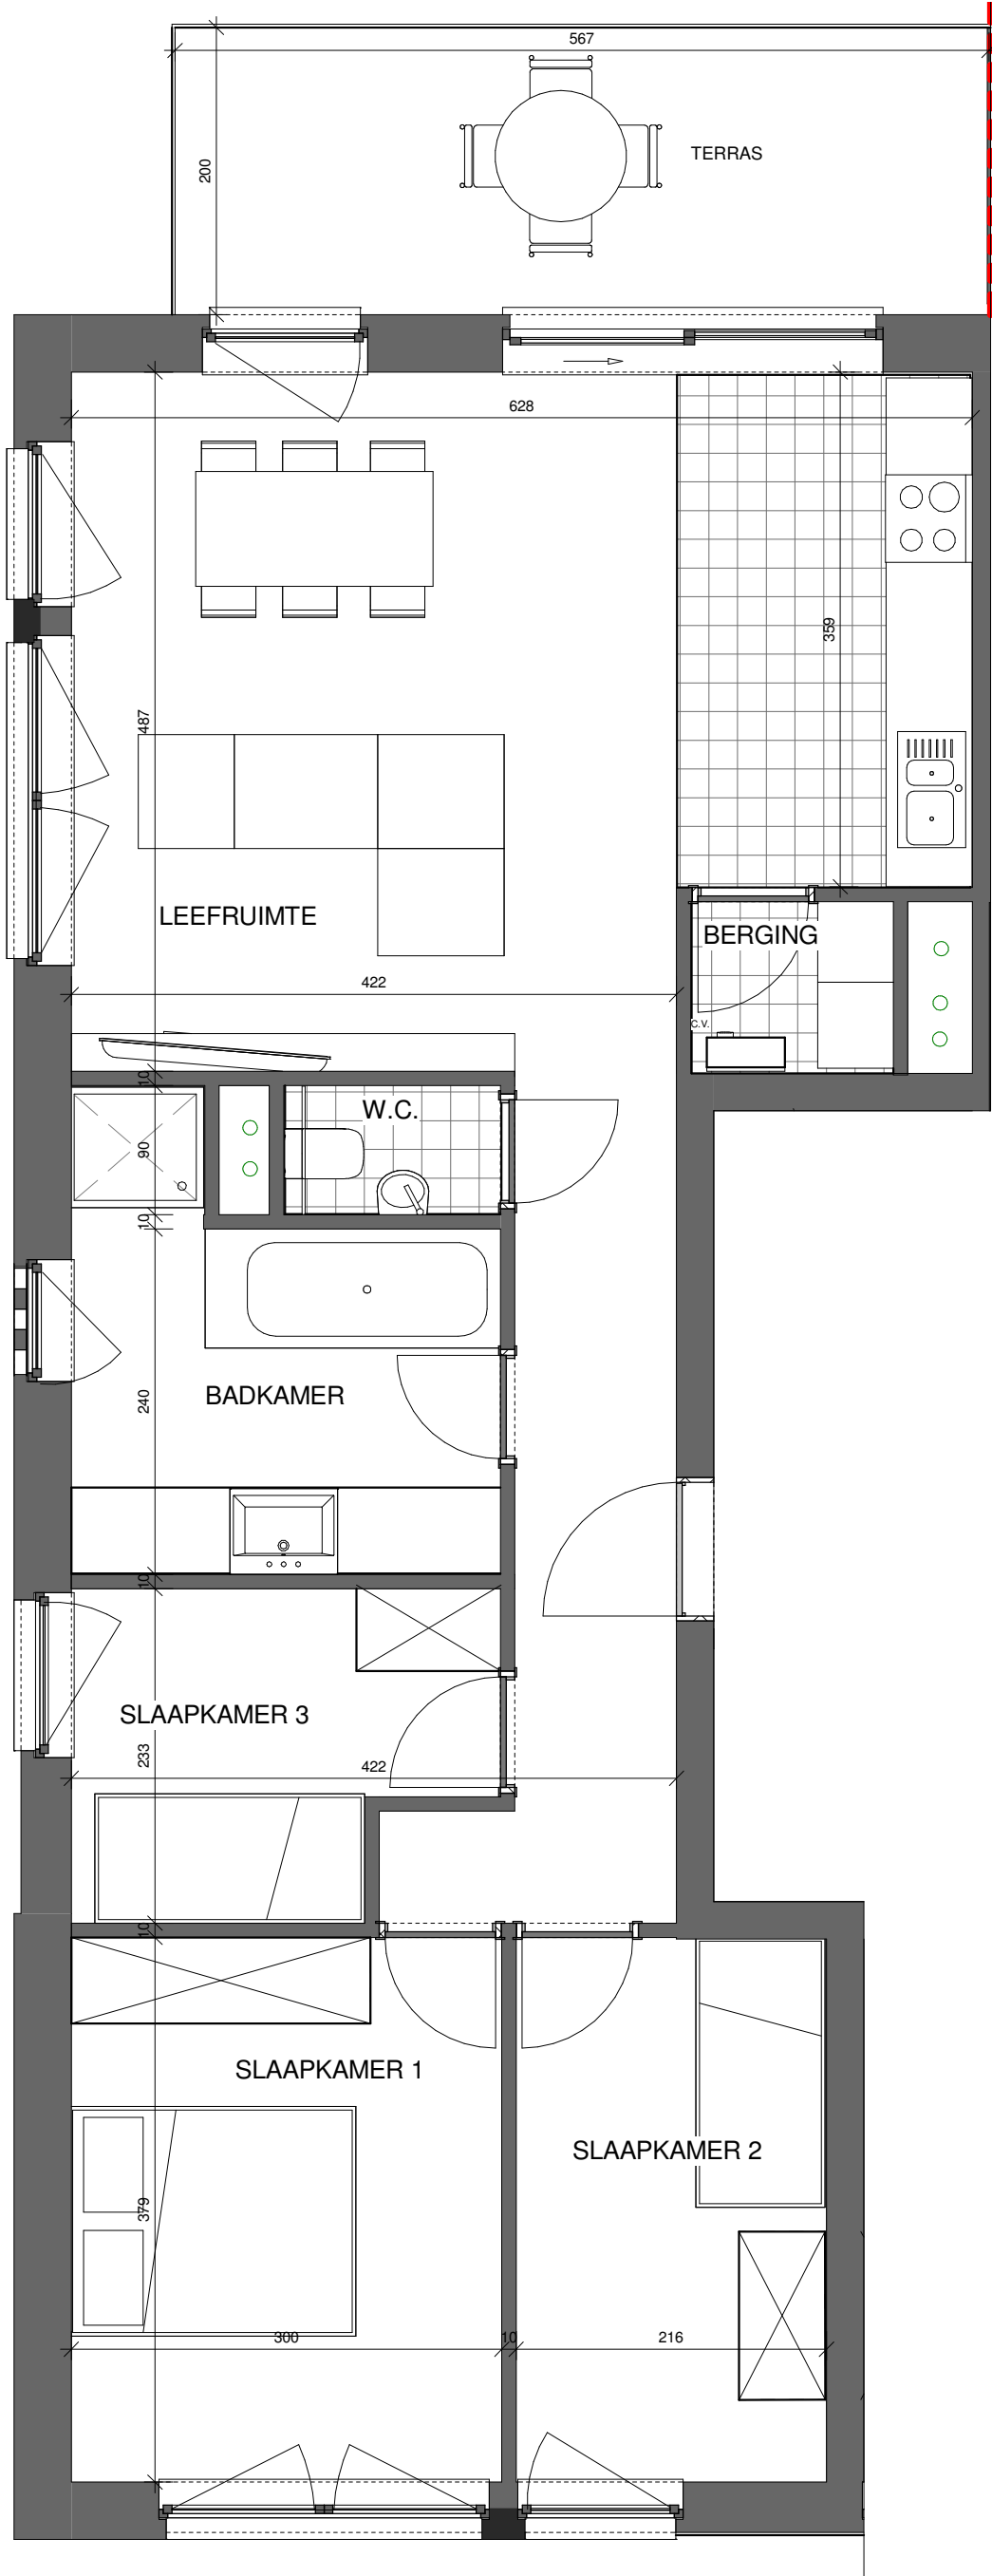 567
200
TERRAS
628
359
487
LEEFRUIMTE
BERGING
422
C.V.
10
W.C.
90
10
BADKAMER
240
10
SLAAPKAMER 3
233
422
10
SLAAPKAMER 1
SLAAPKAMER 2
379
300
10
216